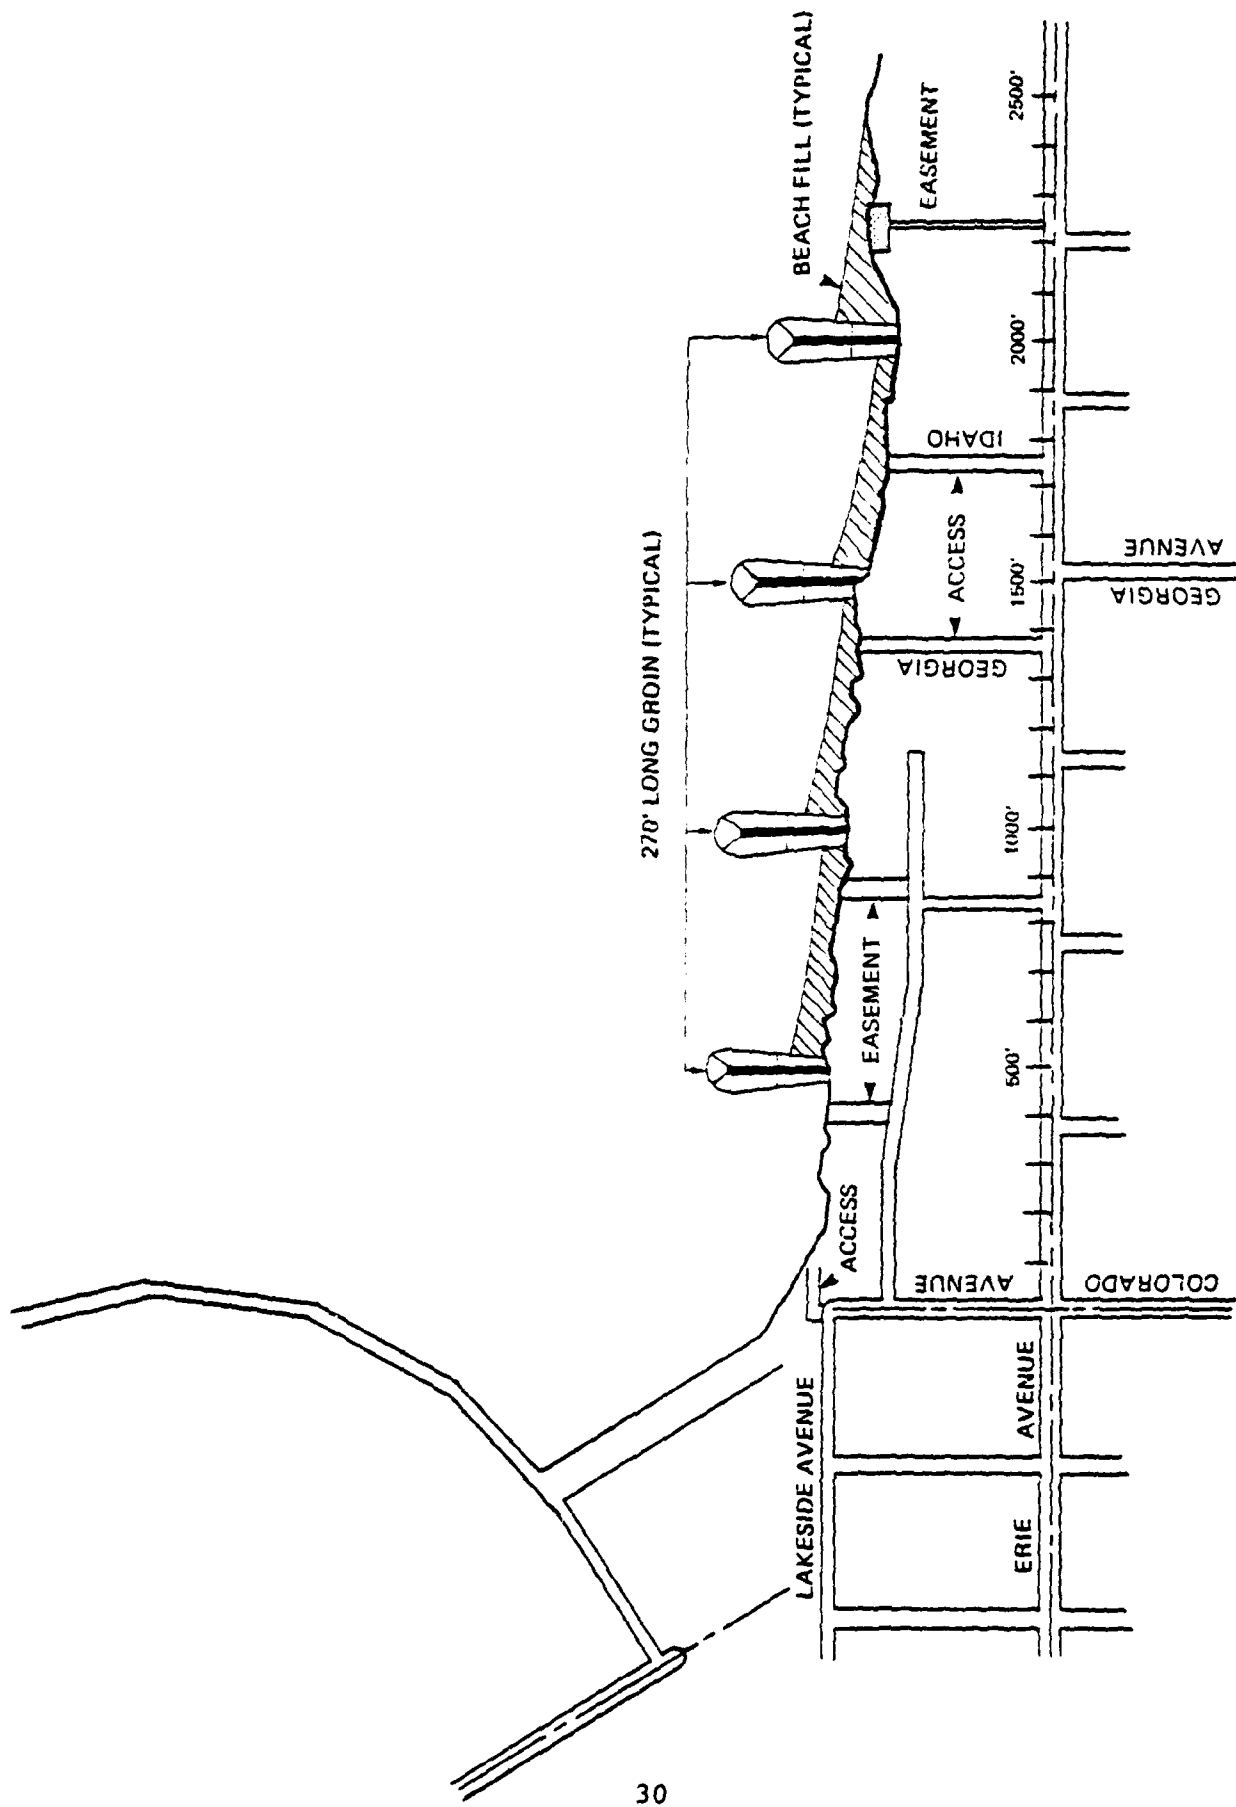 BEACH FILL (TYPICAL)
270' LONG GROIN (TYPICAL)
EASEMENT
IDAHO
ACCESS
GEORGIA
EASEMENT
ACCESS
LAKESIDE AVENUE
AVENUE
COLORADO
ERIE
AVENUE
GEORGIA
AVENUE
500'
1000'
1500'
2000'
2500'
30